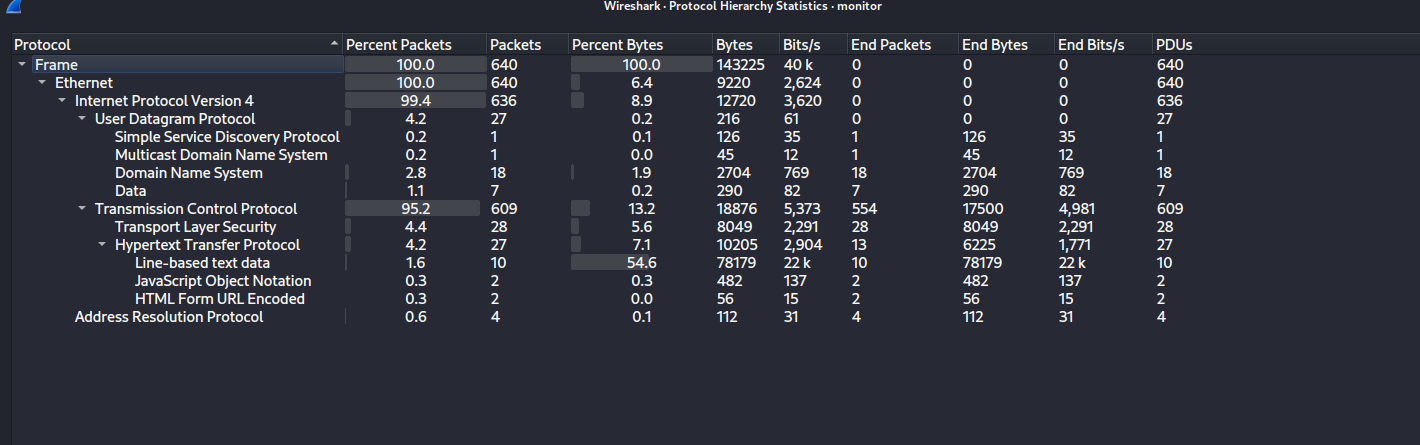 Wireshark · Protocol Hierarchy Statistics · monitor
Protocol Percent Packets Packets Percent Bytes Bytes Bits/s End Packets End Bytes End Bits/s PDUs
Frame 100.0 640 100.0 143225 40 k 0 0 0 640
Ethernet 100.0 640 6.4 9220 2,624 0 0 0 640
Internet Protocol Version 4 99.4 636 8.9 12720 3,620 0 0 0 636
User Datagram Protocol 4.2 27 0.2 216 61 0 0 0 27
Simple Service Discovery Protocol 0.2 1 0.1 126 35 1 126 35 1
Multicast Domain Name System 0.2 1 0.0 45 12 1 45 12 1
Domain Name System 2.8 18 1.9 2704 769 18 2704 769 18
Data 1.1 7 0.2 290 82 7 290 82 7
Transmission Control Protocol 95.2 609 13.2 18876 5,373 554 17500 4,981 609
Transport Layer Security 4.4 28 5.6 8049 2,291 28 8049 2,291 28
Hypertext Transfer Protocol 4.2 27 7.1 10205 2,904 13 6225 1,771 27
Line-based text data 1.6 10 54.6 78179 22 k 10 78179 22 k 10
JavaScript Object Notation 0.3 2 0.3 482 137 2 482 137 2
HTML Form URL Encoded 0.3 2 0.0 56 15 2 56 15 2
Address Resolution Protocol 0.6 4 0.1 112 31 4 112 31 4